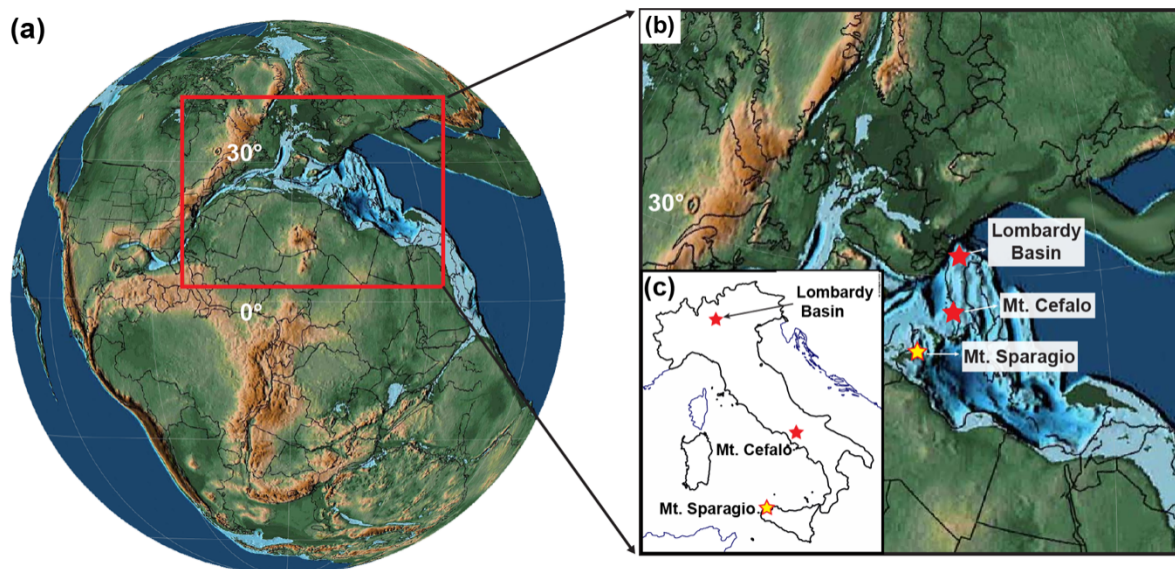 (a)
30°
0°
(b)
30°
Lombardy
Basin
Mt. Cefalo
Mt. Sparagio
(c)
Lombardy
Basin
Mt. Cefalo
Mt. Sparagio